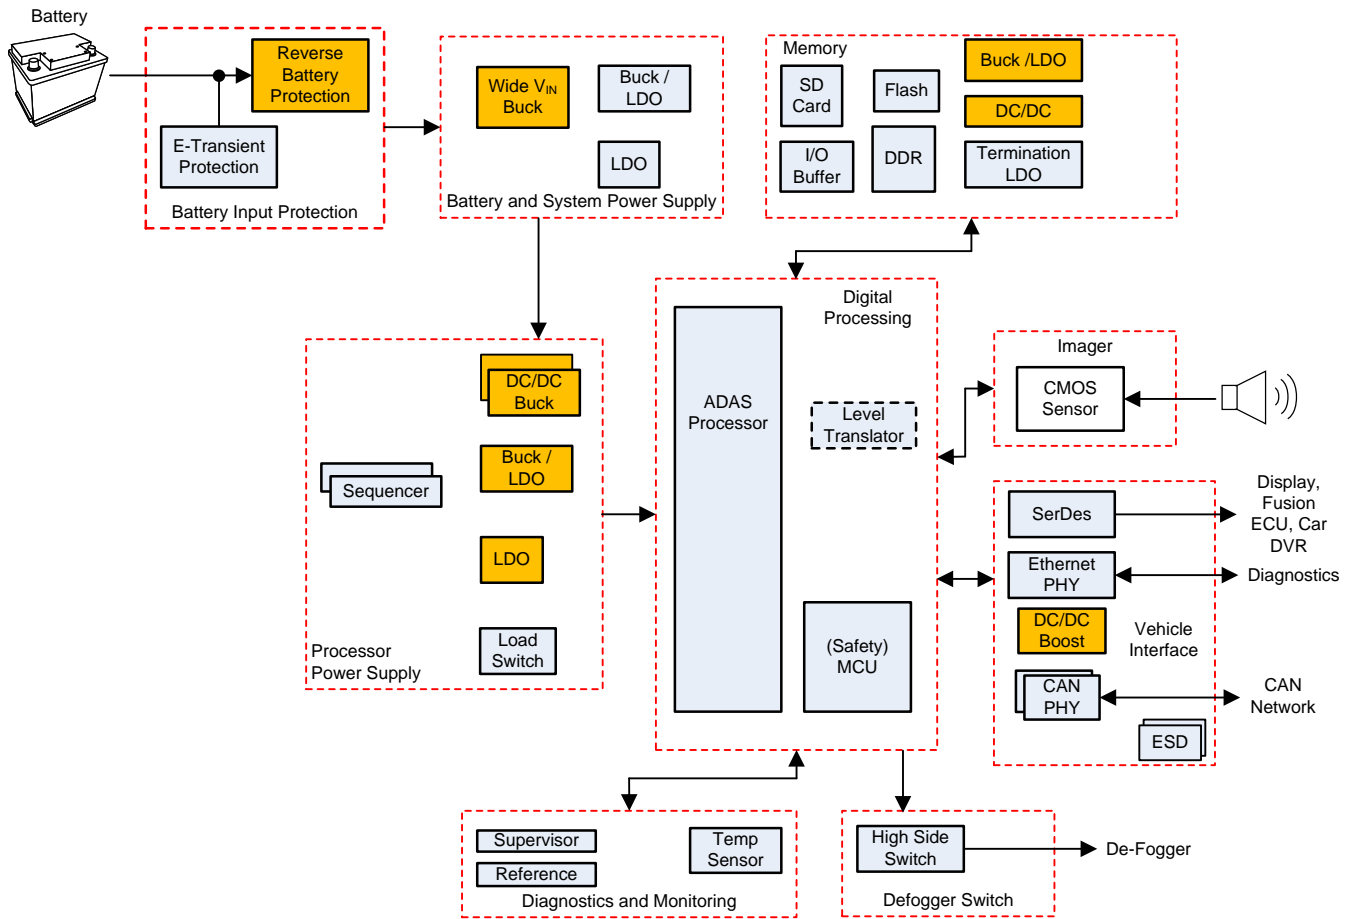 Battery
Reverse
Battery
Protection
E-Transient
Protection
Battery Input Protection
Wide VIN
Buck
Buck /
LDO
LDO
Battery and System Power Supply
Memory
SD
Card
Flash
Buck /LDO
DC/DC
I/O
Buffer
DDR
Termination
LDO
Digital
Processing
ADAS
Processor
Level
Translator
(Safety)
MCU
DC/DC
Buck
Buck /
LDO
Sequencer
LDO
Load
Switch
Processor
Power Supply
Imager
CMOS
Sensor
SerDes
Display,
Fusion
ECU, Car
DVR
Ethernet
PHY
Diagnostics
DC/DC
Boost
Vehicle
Interface
CAN
PHY
CAN
Network
ESD
Supervisor
Reference
Temp
Sensor
Diagnostics and Monitoring
High Side
Switch
De-Fogger
Defogger Switch